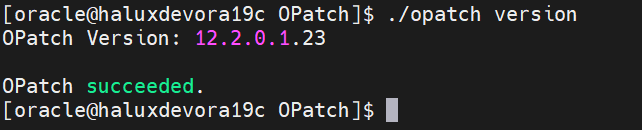 [oracle@haluxdevora19c OPatch]$ ./opatch version
OPatch Version: 12.2.0.1.23
OPatch succeeded.
[oracle@haluxdevora19c OPatch]$